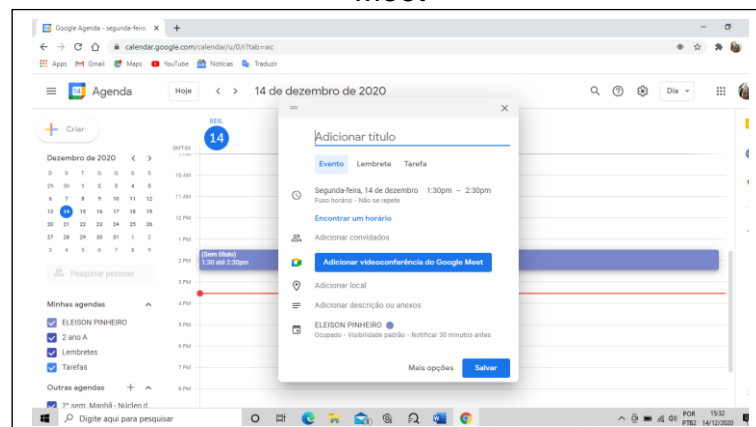 Meet
Google Agenda - segunda-feira,
calendar.google.com/calendar/u/0/r?tab=wc
Apps Gmail Maps YouTube Notícias Traduzir
14 Agenda Hoje 14 de dezembro de 2020 Dia
Criar
SEG.
14
GMT-03
Dezembro de 2020
D S T Q Q S S
29 30 1 2 3 4 5
6 7 8 9 10 11 12
13 14 15 16 17 18 19
20 21 22 23 24 25 26
27 28 29 30 31 1 2
3 4 5 6 7 8 9
Pesquisar pessoas
Minhas agendas
ELEISON PINHEIRO
2 ano A
Lembretes
Tarefas
Outras agendas
2º sem. Manhã - Núcleo d...
10 AM
11 AM
12 PM
1 PM
2 PM
3 PM
4 PM
5 PM
6 PM
7 PM
8 PM
(Sem título)
1:30 até 2:30pm
Adicionar título
Evento Lembrete Tarefa
Segunda-feira, 14 de dezembro 1:30pm – 2:30pm
Fuso horário - Não se repete
Encontrar um horário
Adicionar convidados
Adicionar videoconferência do Google Meet
Adicionar local
Adicionar descrição ou anexos
ELEISON PINHEIRO
Ocupado - Visibilidade padrão - Notificar 30 minutos antes
Mais opções Salvar
Digite aqui para pesquisar
POR 15:32
PTB2 14/12/2020